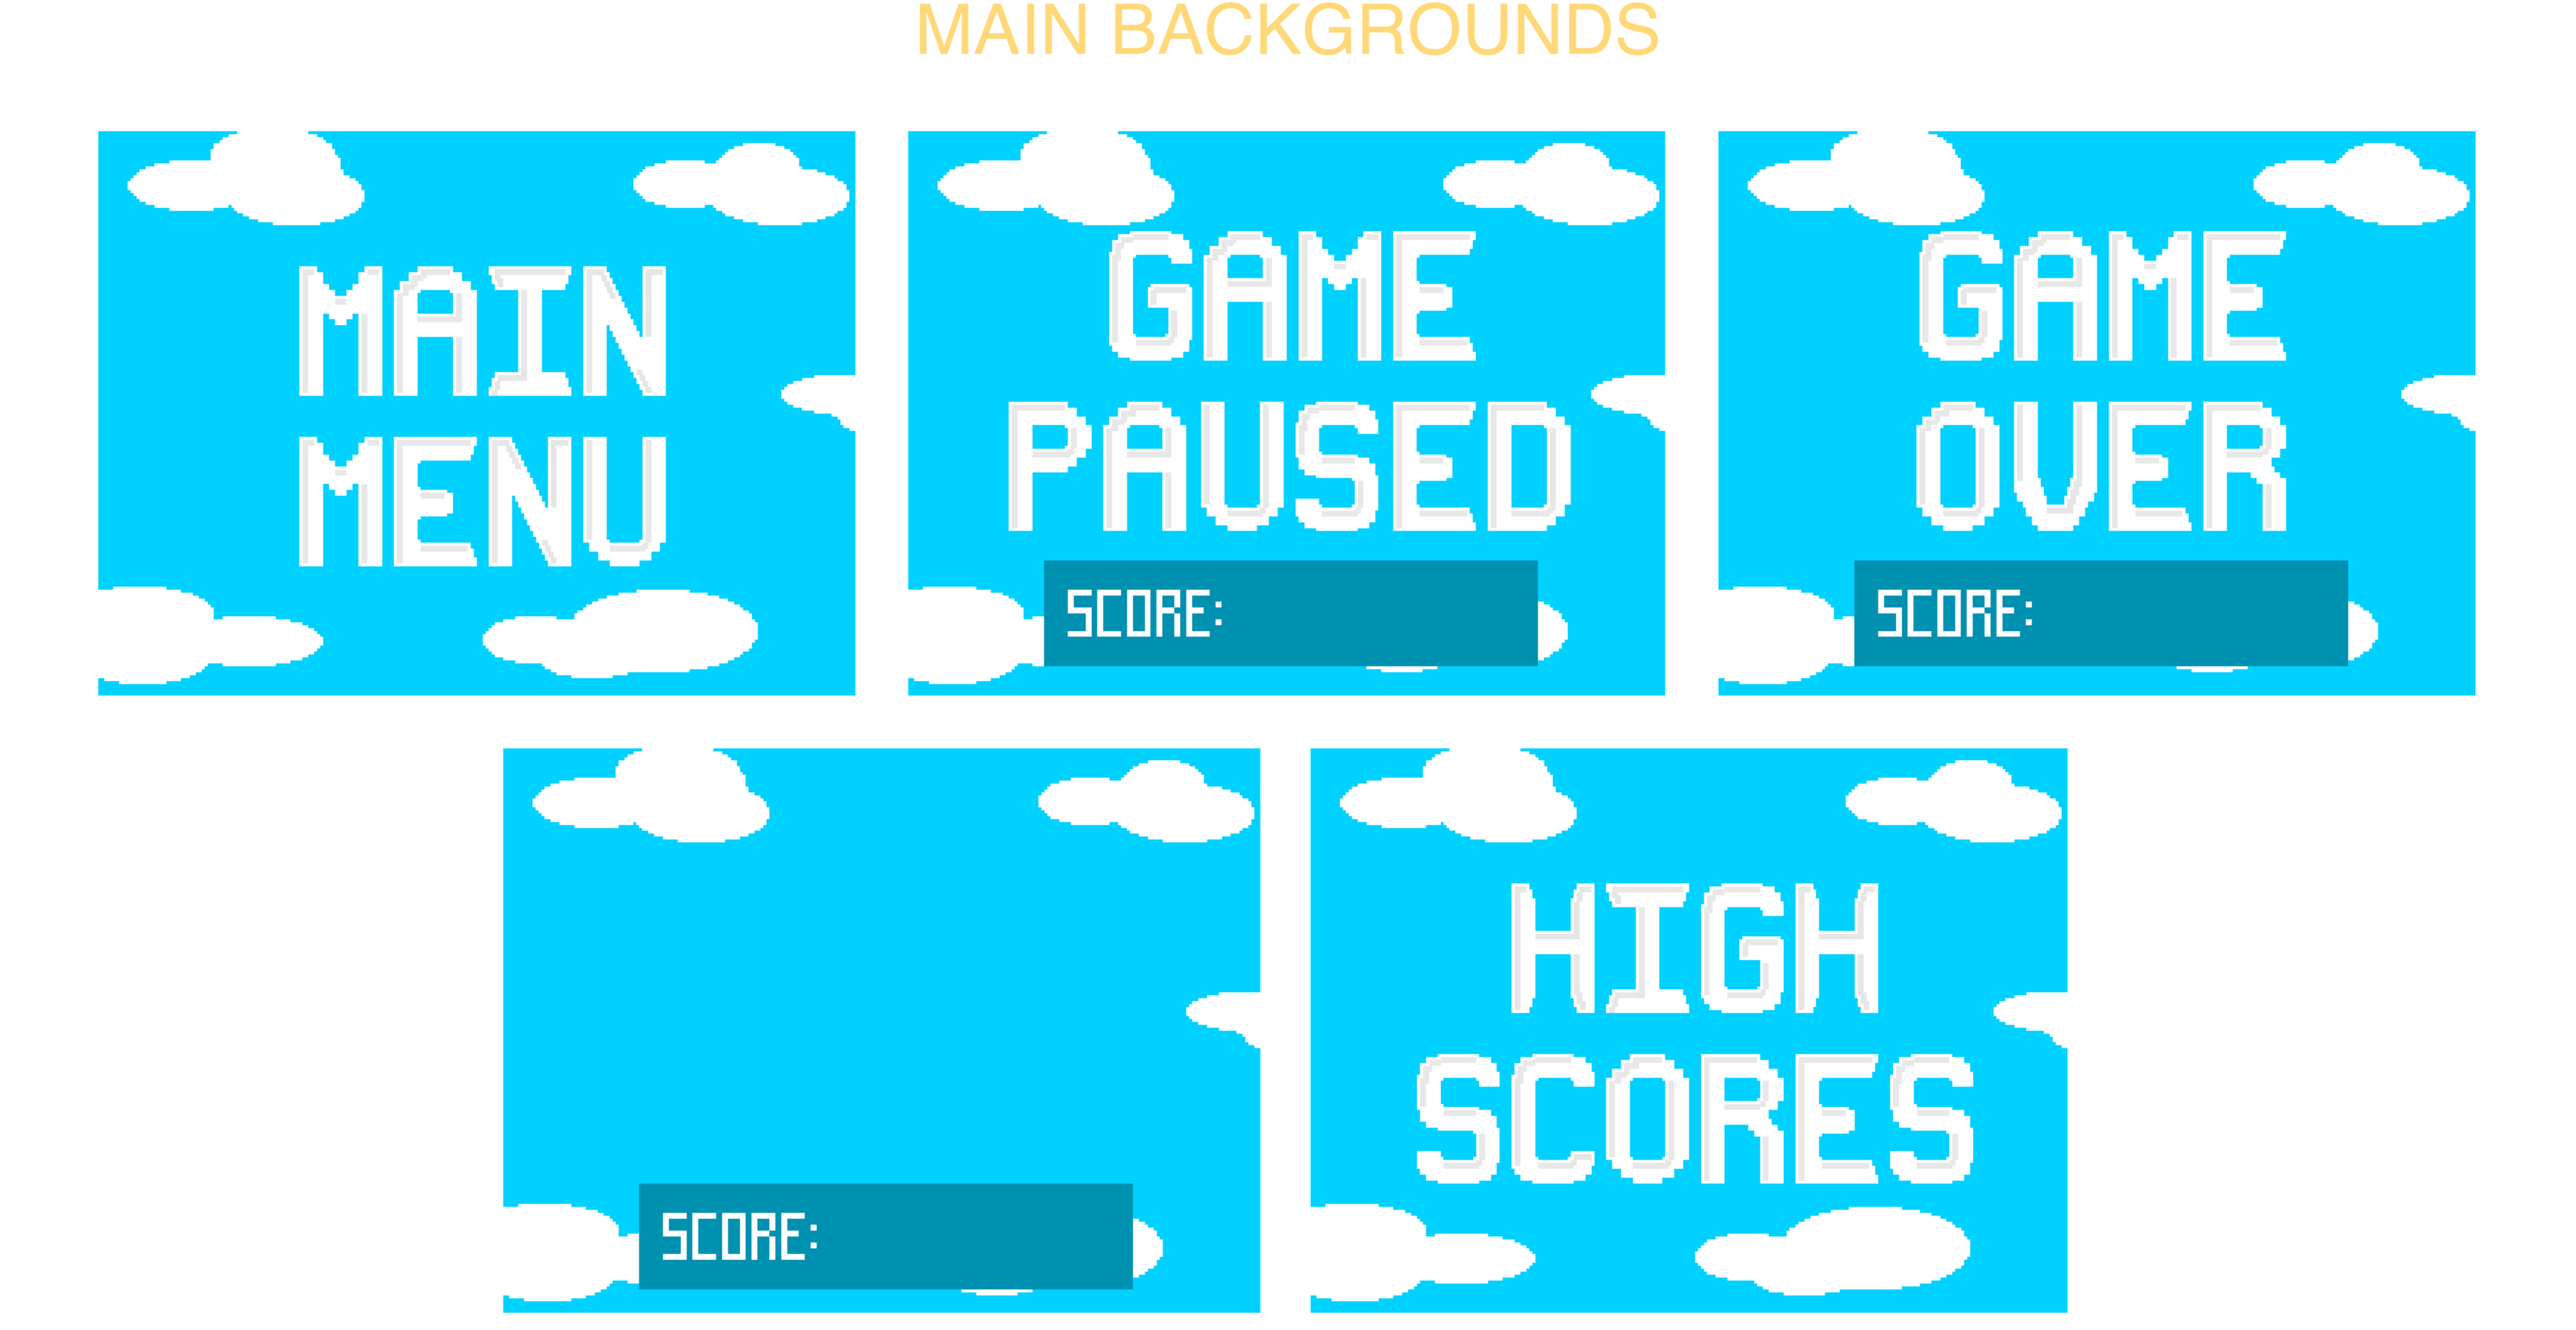 MAIN BACKGROUNDS
MAIN
MENU
GAME
PAUSED
SCORE:
GAME
OVER
SCORE:
SCORE:
HIGH
SCORES